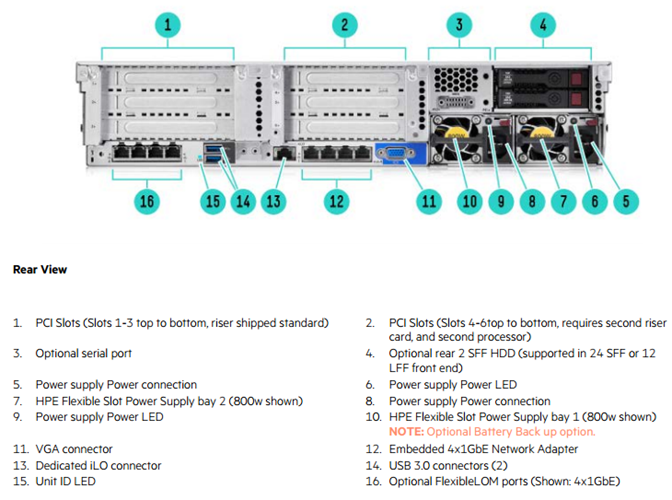 1 2 3 4
16 15 14 13 12 11 10 9 8 7 6 5
Rear View
1. PCI Slots (Slots 1-3 top to bottom, riser shipped standard)
2. PCI Slots (Slots 4-6top to bottom, requires second riser
card, and second processor)
3. Optional serial port
4. Optional rear 2 SFF HDD (supported in 24 SFF or 12
LFF front end)
5. Power supply Power connection
6. Power supply Power LED
7. HPE Flexible Slot Power Supply bay 2 (800w shown)
8. Power supply Power connection
9. Power supply Power LED
10. HPE Flexible Slot Power Supply bay 1 (800w shown)
NOTE: Optional Battery Back up option.
11. VGA connector
12. Embedded 4x1GbE Network Adapter
13. Dedicated iLO connector
14. USB 3.0 connectors (2)
15. Unit ID LED
16. Optional FlexibleLOM ports (Shown: 4x1GbE)